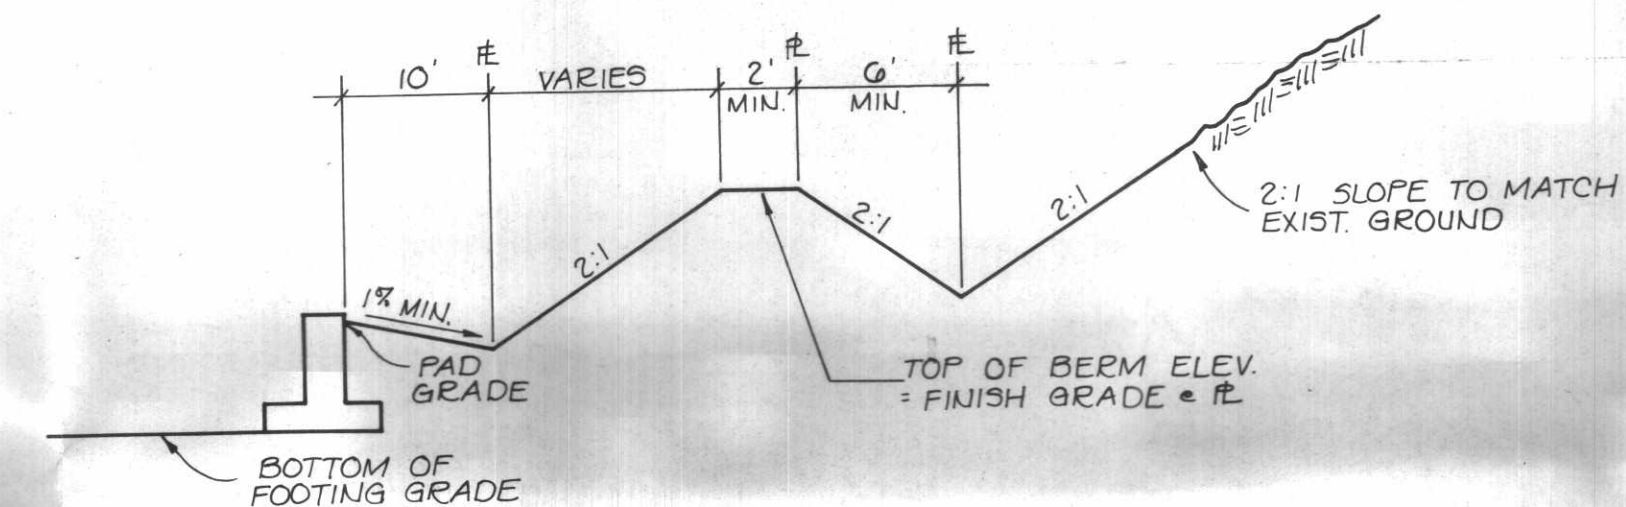 10'
VARIES
2'
MIN.
℄
6'
MIN.
2:1
2:1
2:1
2:1 SLOPE TO MATCH
EXIST. GROUND
1% MIN.
PAD
GRADE
TOP OF BERM ELEV.
= FINISH GRADE @ ℄
BOTTOM OF
FOOTING GRADE